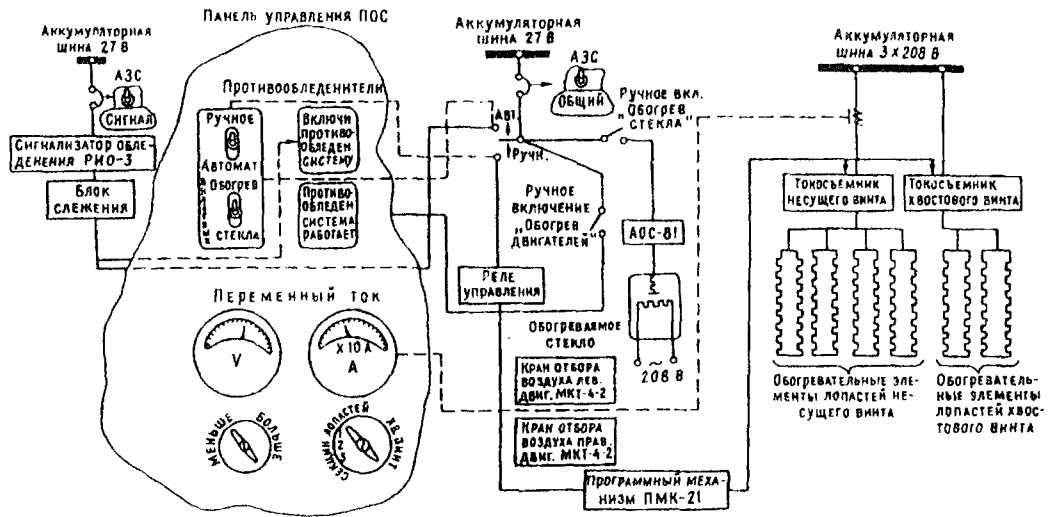 Панель управления ПОС
Аккумуляторная
шина 27 В
АЗС
Сигнал
Сигнализатор обле-
денения РИО-3
Блок
слежения
Противообледенители
Ручное
Автомат
Обогрев
стекла
Включи
противо-
обледен.
систему
Противо-
обледен.
система
работает
Переменный ток
V
X 10 A
A
Меньше Больше
Секции лопастей
1 2 3 4
Хв. винт
Аккумуляторная
шина 27 В
АЗС
Общий
Авт.
Ручн.
Ручное вкл.
„Обогрев
стекла“
Ручное
включение
„Обогрев
двигателей“
АОС-81
Реле
управления
Обогреваемое
стекло
~
208 В
Кран отбора
воздуха лев.
двиг. МКТ-4-2
Кран отбора
воздуха прав.
двиг. МКТ-4-2
Программный меха-
низм ПМК-21
Аккумуляторная
шина 3×208 В
Токосъемник
несущего винта
Токосъемник
хвостового винта
Обогревательные эле-
менты лопастей не-
сущего винта
Обогреватель-
ные элементы
лопастей хвос-
тового винта